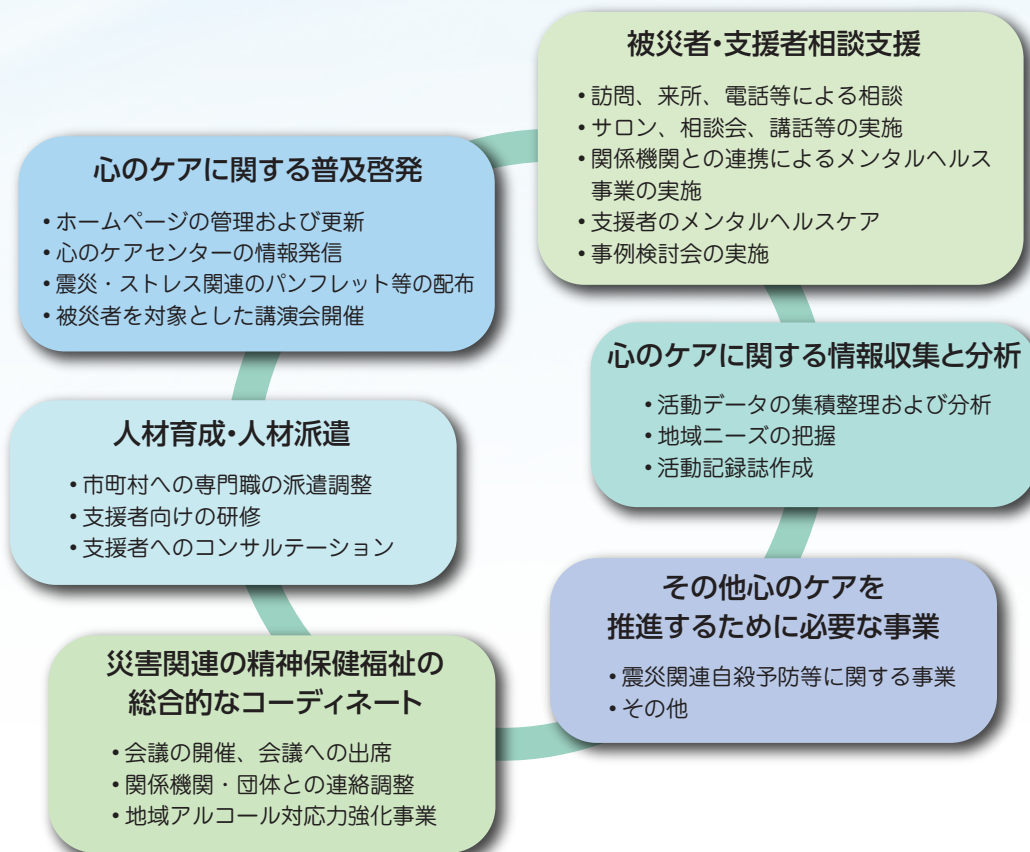 被災者・支援者相談支援
・訪問、来所、電話等による相談
・サロン、相談会、講話等の実施
・関係機関との連携によるメンタルヘルス
事業の実施
・支援者のメンタルヘルスケア
・事例検討会の実施
心のケアに関する普及啓発
・ホームページの管理および更新
・心のケアセンターの情報発信
・震災・ストレス関連のパンフレット等の配布
・被災者を対象とした講演会開催
心のケアに関する情報収集と分析
・活動データの集積整理および分析
・地域ニーズの把握
・活動記録誌作成
人材育成・人材派遣
・市町村への専門職の派遣調整
・支援者向けの研修
・支援者へのコンサルテーション
その他心のケアを
推進するために必要な事業
・震災関連自殺予防等に関する事業
・その他
災害関連の精神保健福祉の
総合的なコーディネート
・会議の開催、会議への出席
・関係機関・団体との連絡調整
・地域アルコール対応力強化事業